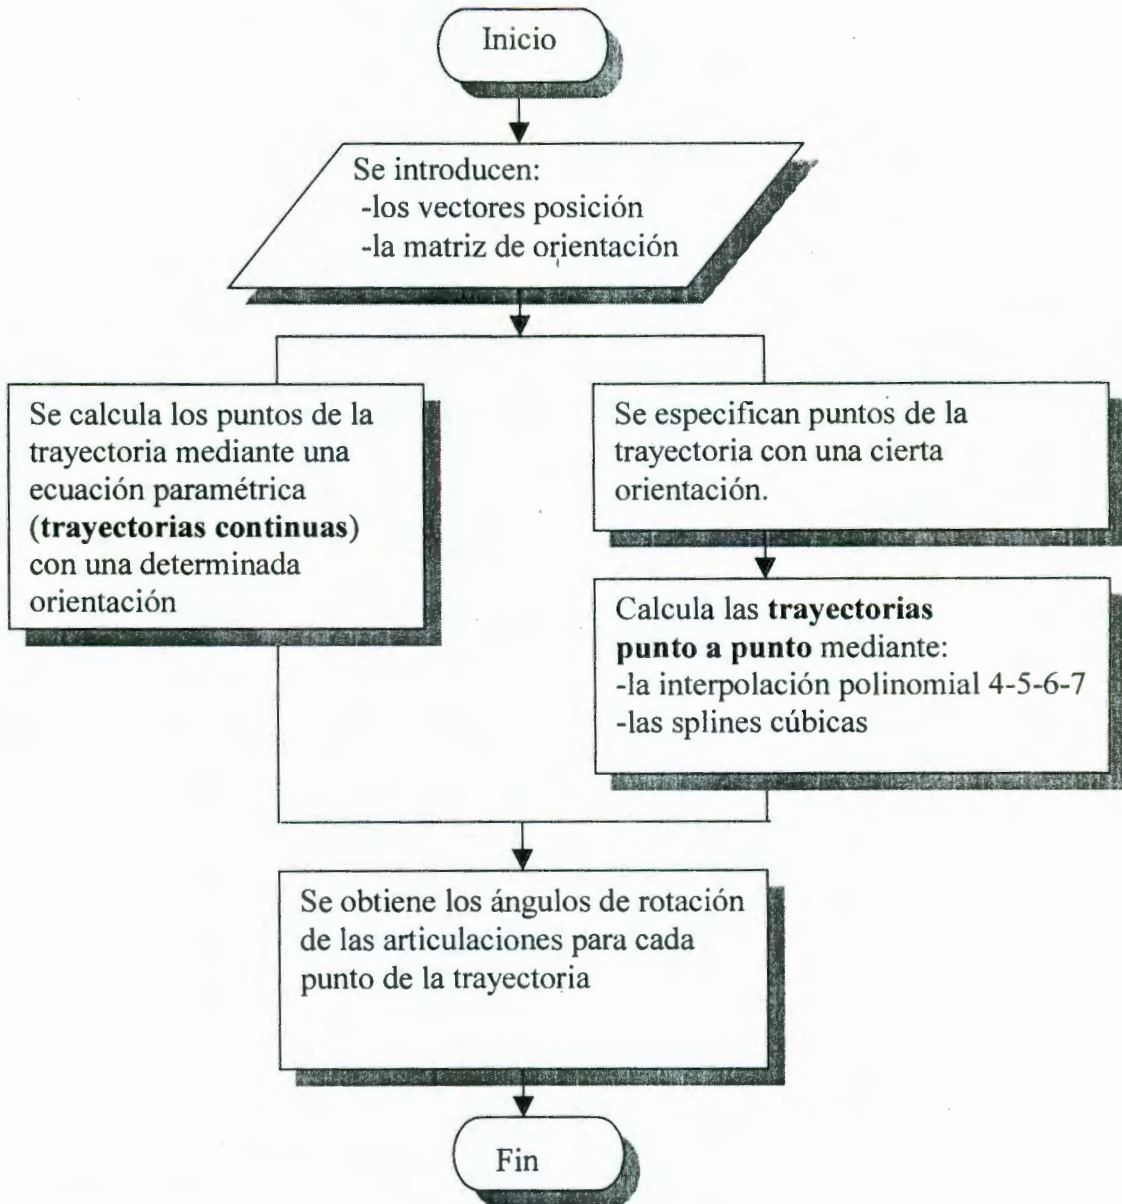 Inicio
Se introducen:
-los vectores posición
-la matriz de orientación
Se calcula los puntos de la
trayectoria mediante una
ecuación paramétrica
(trayectorias continuas)
con una determinada
orientación
Se especifican puntos de la
trayectoria con una cierta
orientación.
Calcula las trayectorias
punto a punto mediante:
-la interpolación polinomial 4-5-6-7
-las splines cúbicas
Se obtiene los ángulos de rotación
de las articulaciones para cada
punto de la trayectoria
Fin